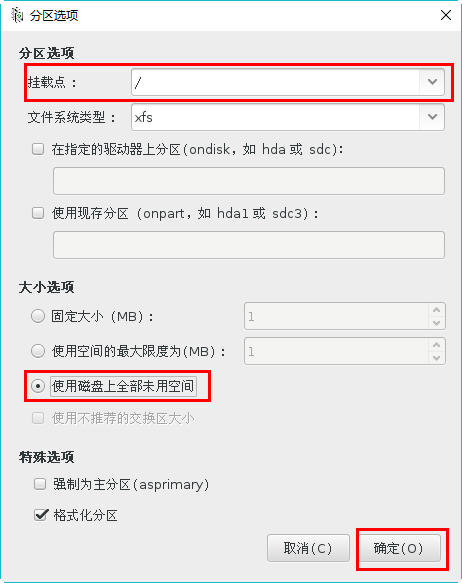 分区选项
分区选项
挂载点： /
文件系统类型： xfs
在指定的驱动器上分区(ondisk，如 hda 或 sdc)：
使用现存分区（onpart，如 hda1 或 sdc3)：
大小选项
固定大小（MB)： 1
使用空间的最大限度为(MB)： 1
使用磁盘上全部未用空间
使用不推荐的交换区大小
特殊选项
强制为主分区(asprimary)
格式化分区
取消(C) 确定(O)